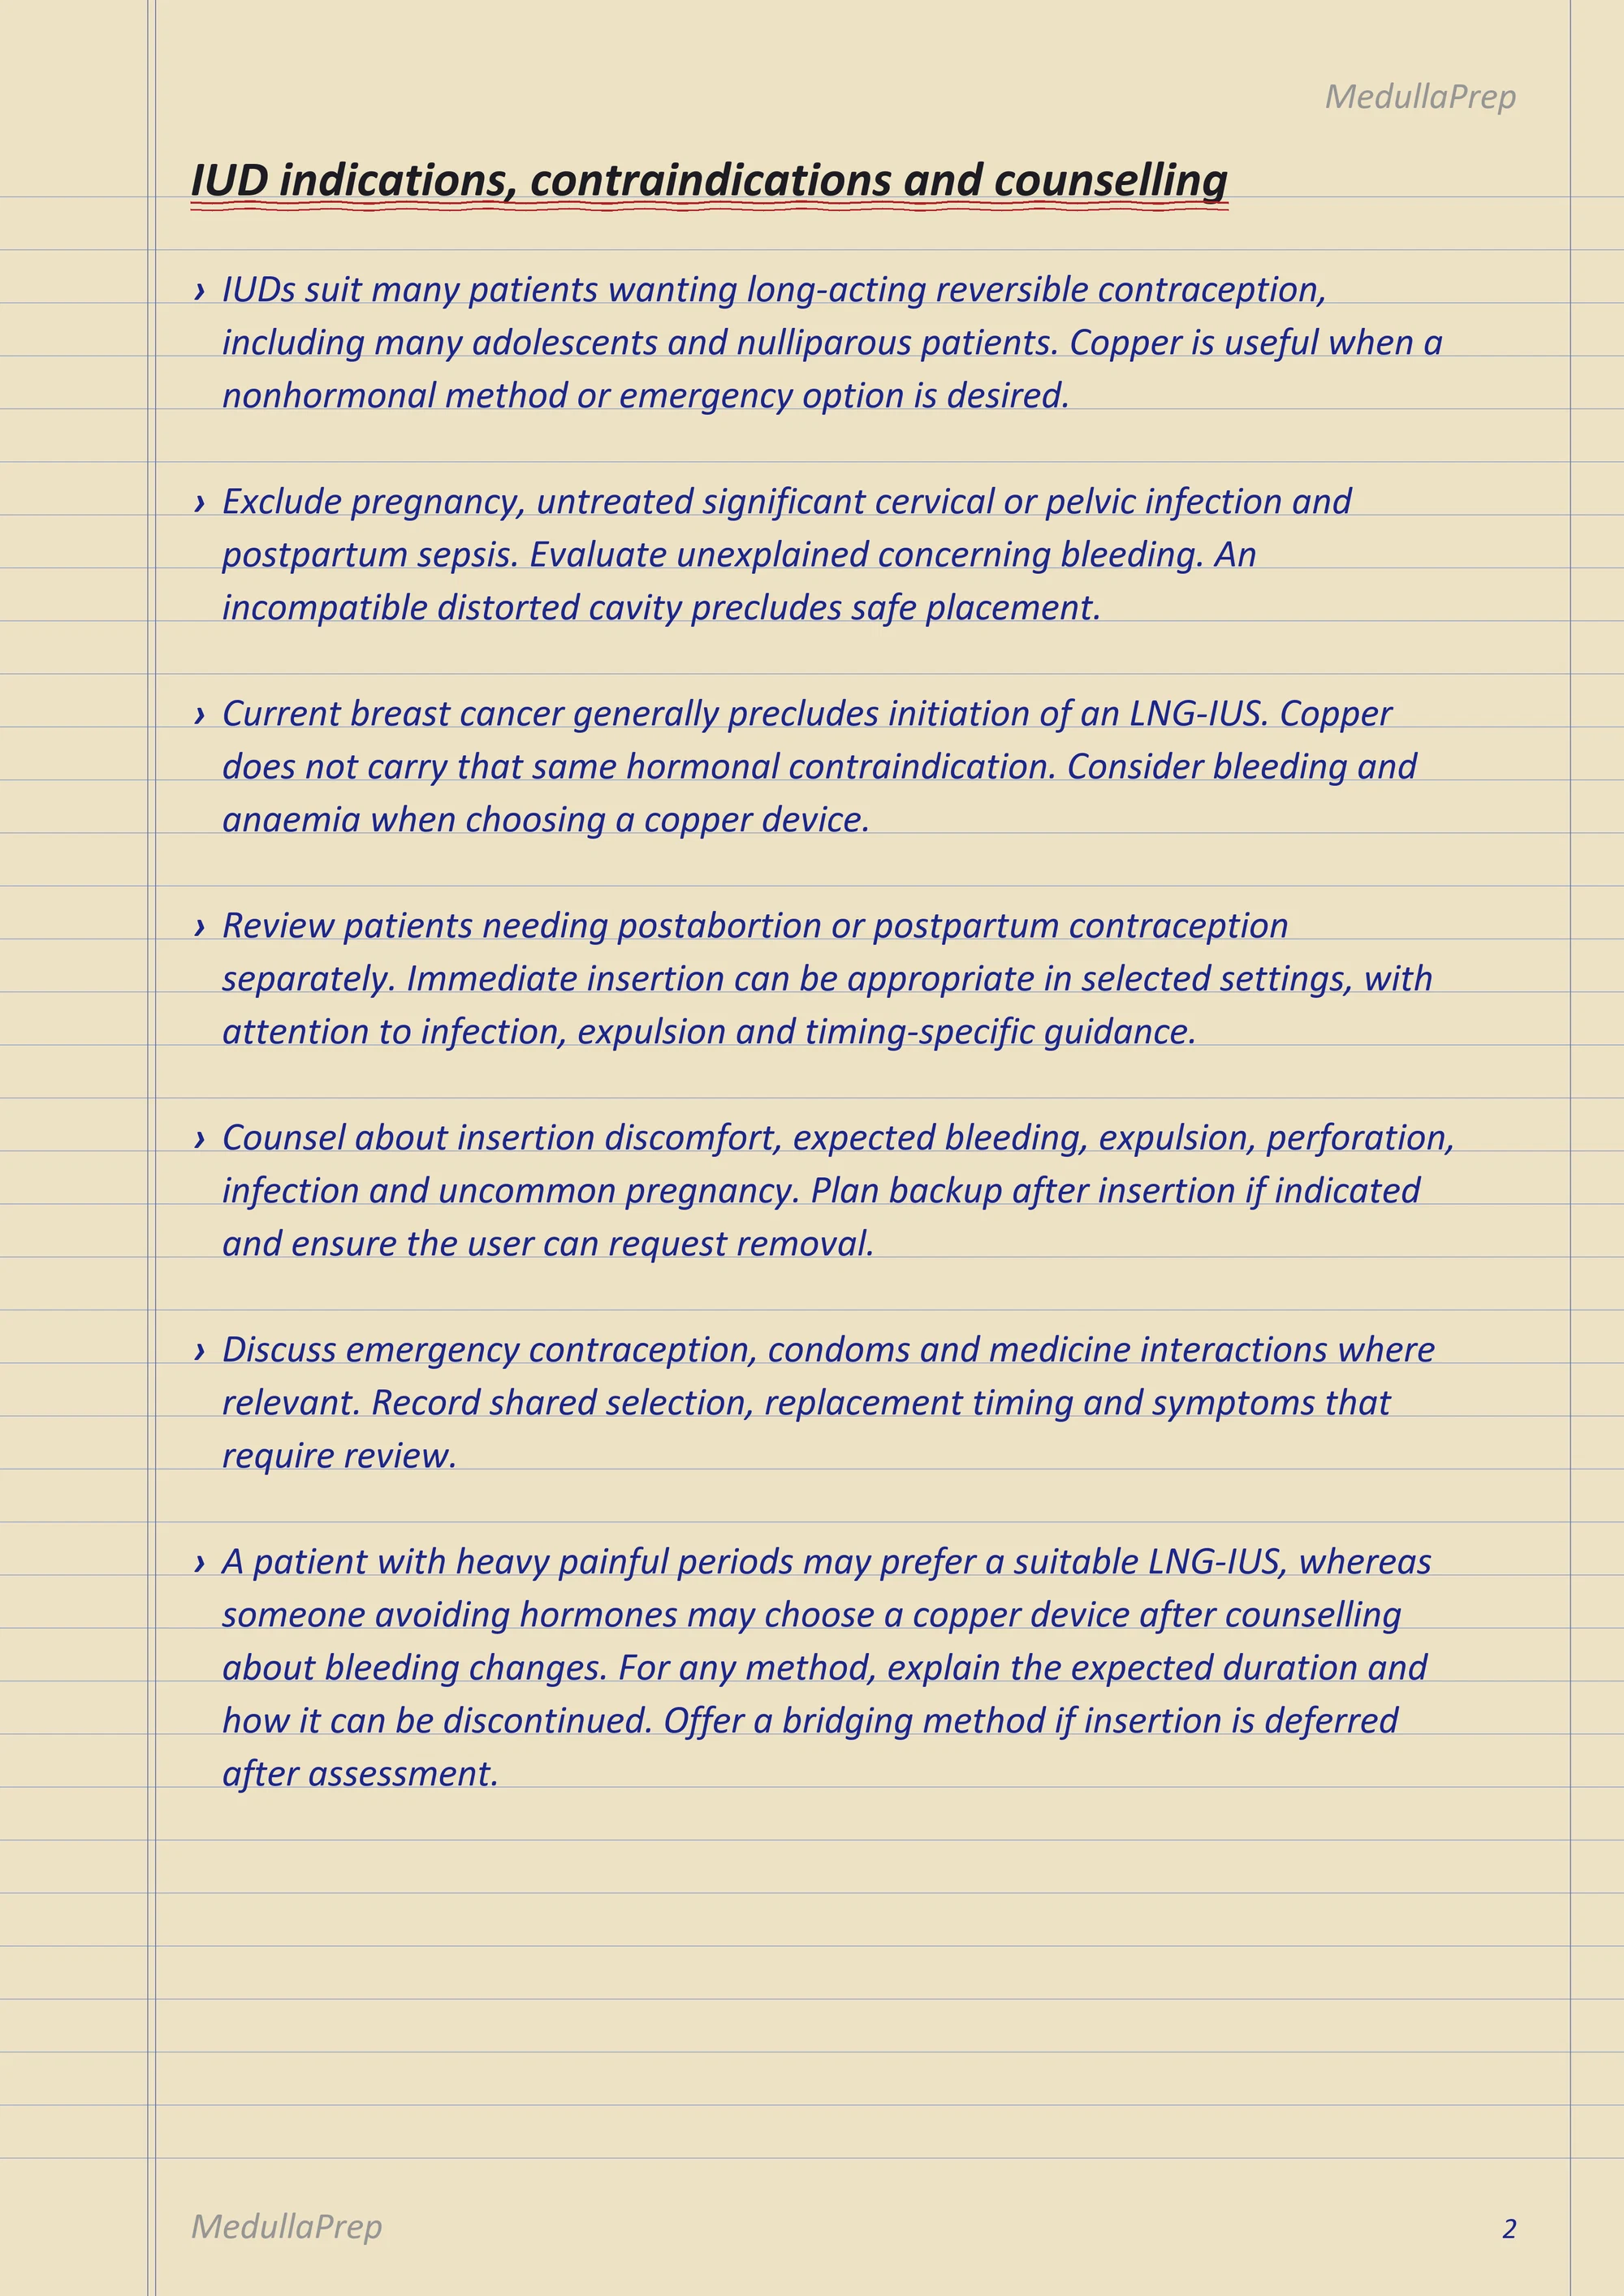 MedullaPrep
IUD indications, contraindications and counselling
› IUDs suit many patients wanting long-acting reversible contraception,
including many adolescents and nulliparous patients. Copper is useful when a
nonhormonal method or emergency option is desired.
› Exclude pregnancy, untreated significant cervical or pelvic infection and
postpartum sepsis. Evaluate unexplained concerning bleeding. An
incompatible distorted cavity precludes safe placement.
› Current breast cancer generally precludes initiation of an LNG-IUS. Copper
does not carry that same hormonal contraindication. Consider bleeding and
anaemia when choosing a copper device.
› Review patients needing postabortion or postpartum contraception
separately. Immediate insertion can be appropriate in selected settings, with
attention to infection, expulsion and timing-specific guidance.
› Counsel about insertion discomfort, expected bleeding, expulsion, perforation,
infection and uncommon pregnancy. Plan backup after insertion if indicated
and ensure the user can request removal.
› Discuss emergency contraception, condoms and medicine interactions where
relevant. Record shared selection, replacement timing and symptoms that
require review.
› A patient with heavy painful periods may prefer a suitable LNG-IUS, whereas
someone avoiding hormones may choose a copper device after counselling
about bleeding changes. For any method, explain the expected duration and
how it can be discontinued. Offer a bridging method if insertion is deferred
after assessment.
MedullaPrep
2